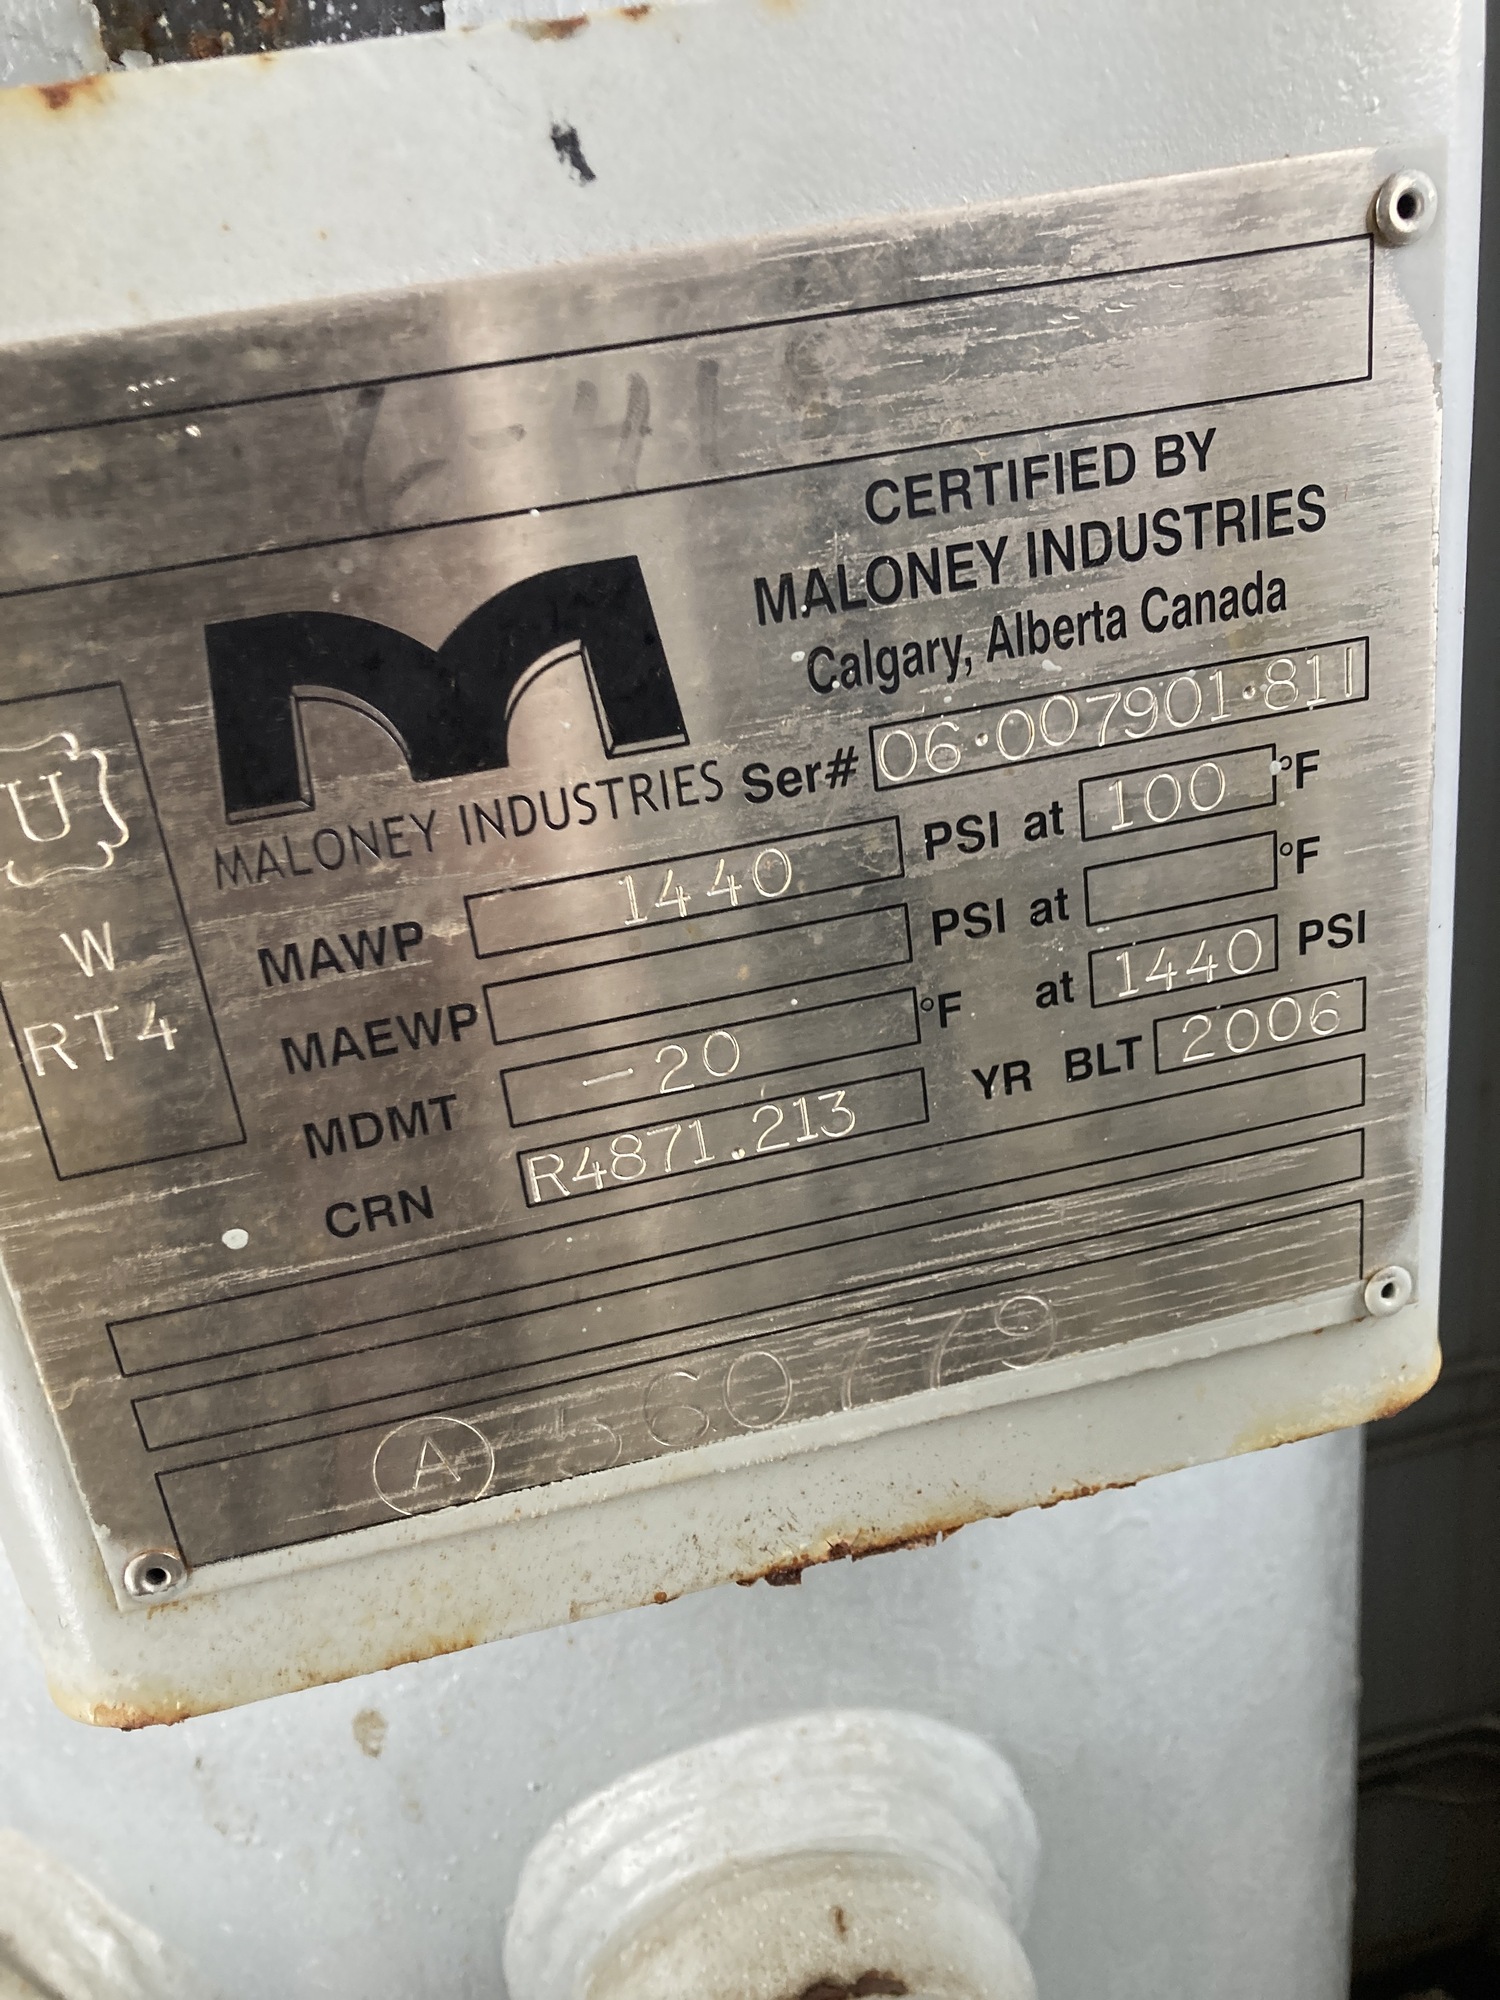 CERTIFIED BY
MALONEY INDUSTRIES
Calgary, Alberta Canada
MALONEY INDUSTRIES
Ser# 06·007901·811
U
W
RT4
MAWP 1440 PSI at 100 °F
MAEWP PSI at °F
MDMT -20 °F at 1440 PSI
CRN R4871.213 YR BLT 2006
A 560779